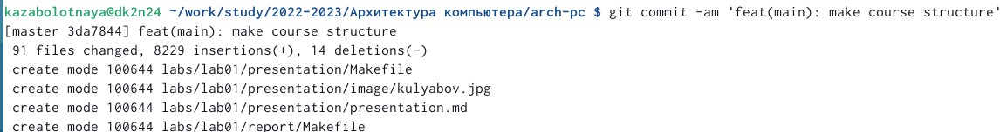 kazabolotnaya@dk2n24 ~/work/study/2022-2023/Архитектура компьютера/arch-pc $ git commit -am 'feat(main): make course structure'
[master 3da7844] feat(main): make course structure
 91 files changed, 8229 insertions(+), 14 deletions(-)
 create mode 100644 labs/lab01/presentation/Makefile
 create mode 100644 labs/lab01/presentation/image/kulyabov.jpg
 create mode 100644 labs/lab01/presentation/presentation.md
 create mode 100644 labs/lab01/report/Makefile